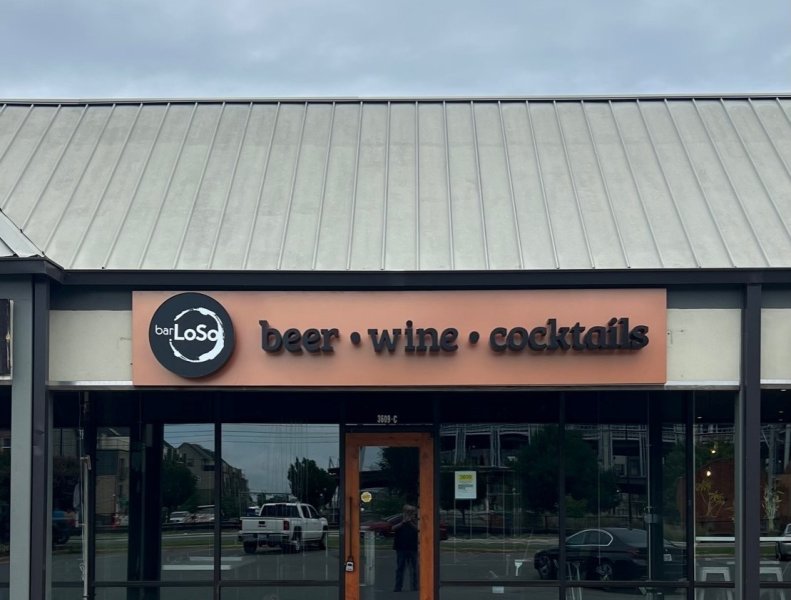 bar LoSo
beer • wine • cocktails
3609-C